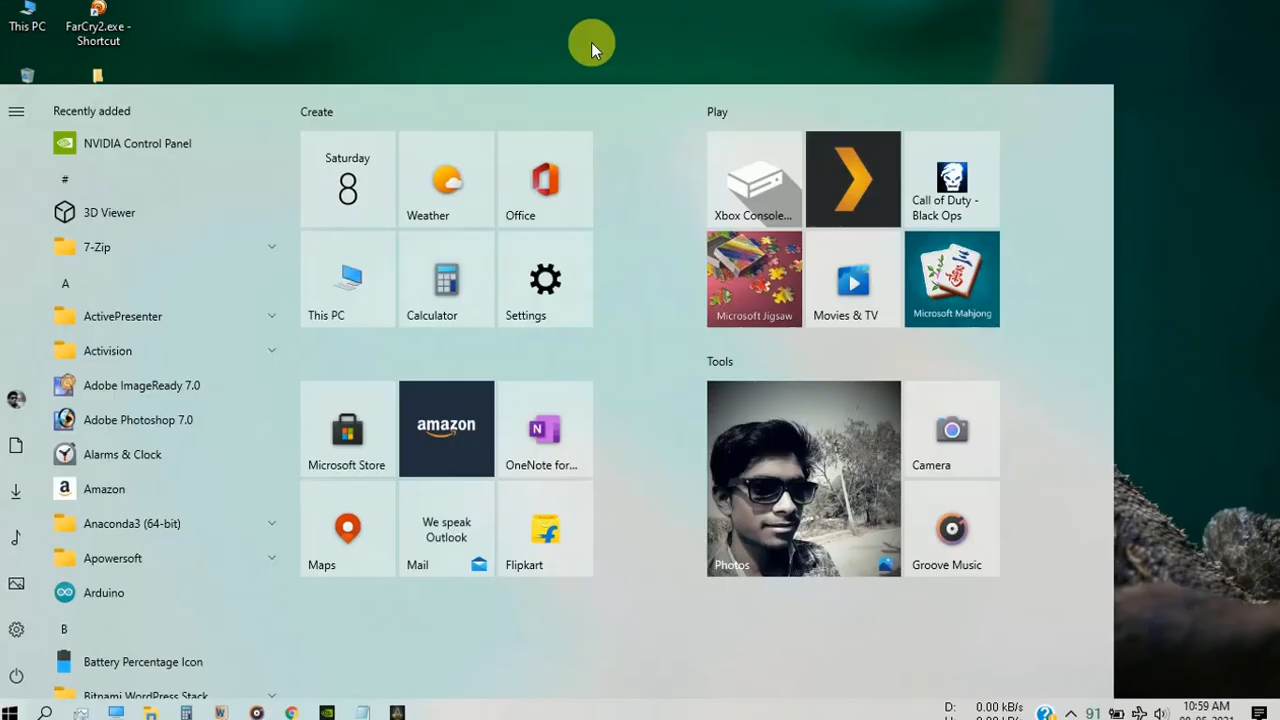 This PC
FarCry2.exe -
Shortcut
Recently added
NVIDIA Control Panel
#
3D Viewer
7-Zip
A
ActivePresenter
Activision
Adobe ImageReady 7.0
Adobe Photoshop 7.0
Alarms & Clock
Amazon
Anaconda3 (64-bit)
Apowersoft
Arduino
B
Battery Percentage Icon
Bitnami WordPress Stack
Create
Saturday
8
Weather
Office
This PC
Calculator
Settings
Microsoft Store
amazon
OneNote for...
Maps
We speak
Outlook
Mail
Flipkart
Play
Xbox Console...
Call of Duty -
Black Ops
Microsoft Jigsaw
Movies & TV
Microsoft Mahjong
Tools
Photos
Camera
Groove Music
D: 0.00 kB/s
91
10:59 AM